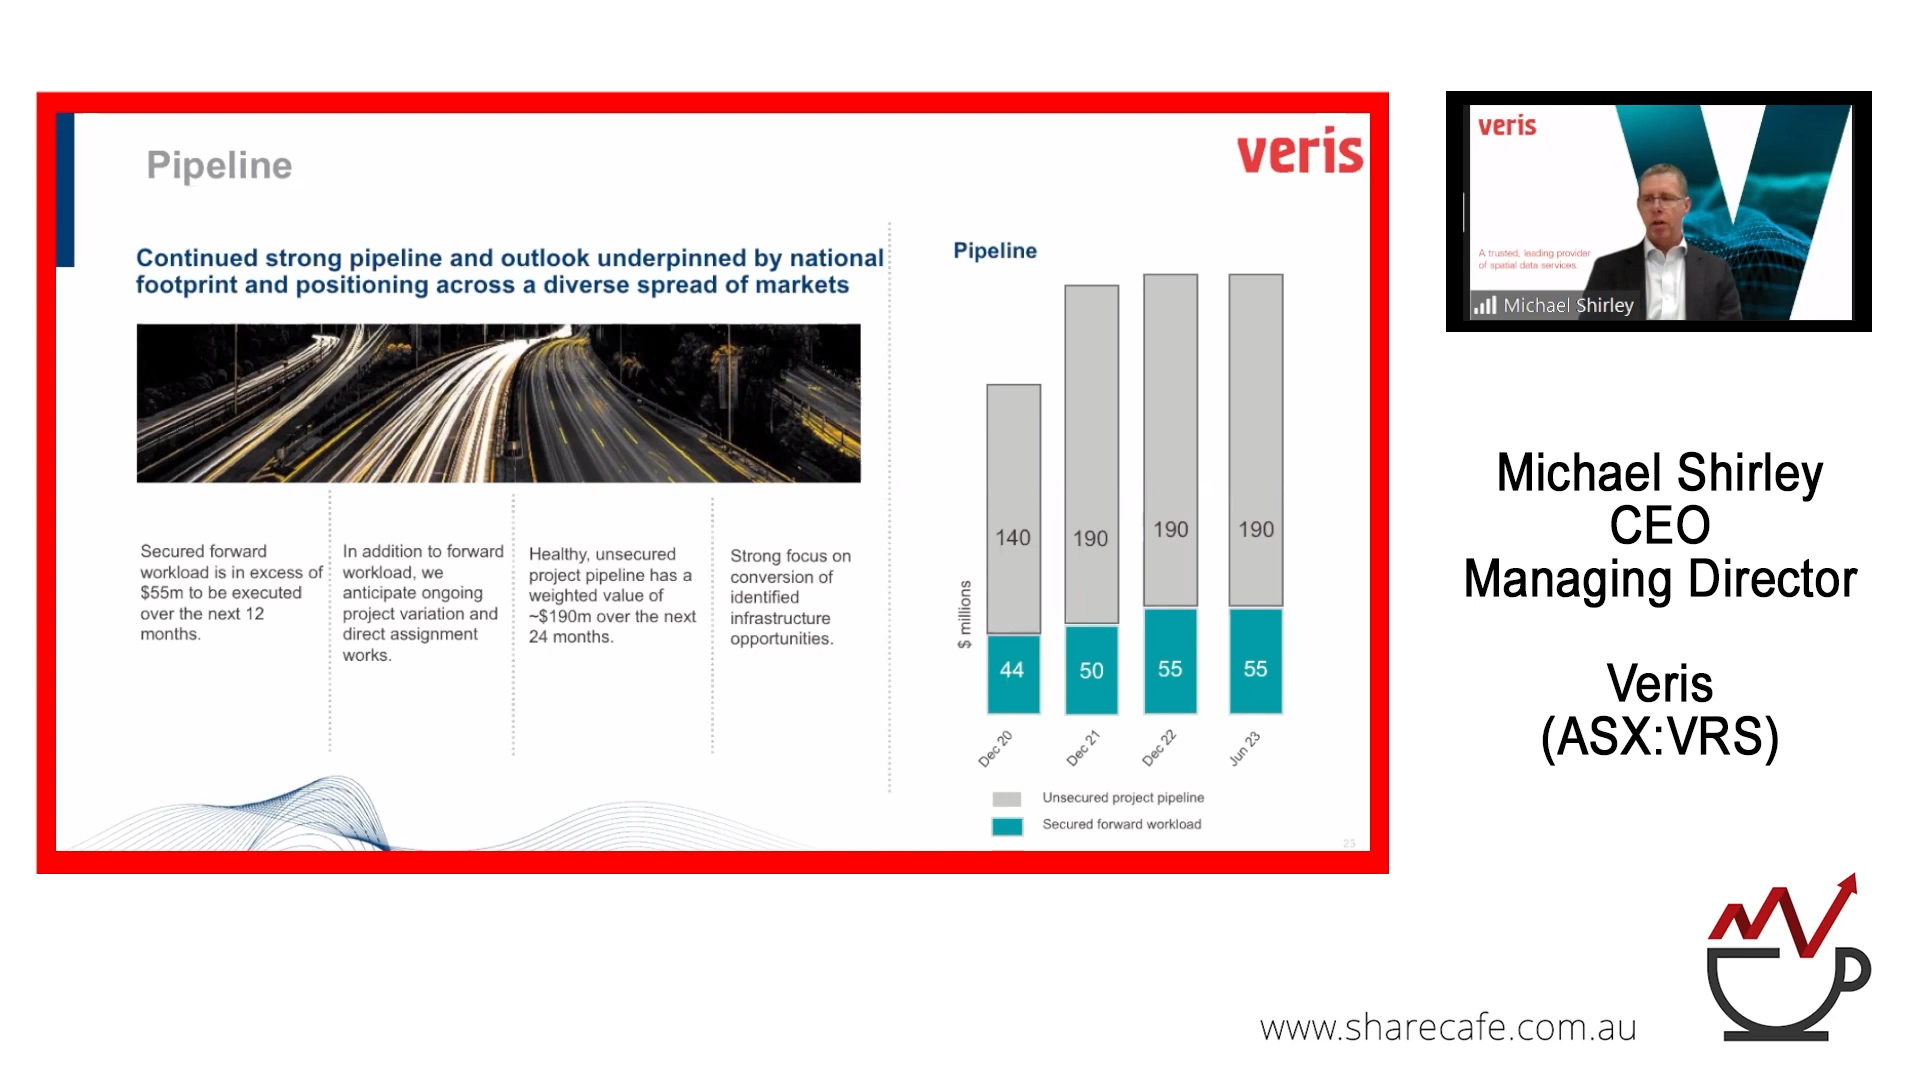 Pipeline
veris
Continued strong pipeline and outlook underpinned by national
footprint and positioning across a diverse spread of markets
Secured forward
workload is in excess of
$55m to be executed
over the next 12
months.
In addition to forward
workload, we
anticipate ongoing
project variation and
direct assignment
works.
Healthy, unsecured
project pipeline has a
weighted value of
~$190m over the next
24 months.
Strong focus on
conversion of
identified
infrastructure
opportunities.
Pipeline
$ millions
140
190
190
190
44
50
55
55
Dec 20
Dec 21
Dec 22
Jun 23
Unsecured project pipeline
Secured forward workload
23
veris
A trusted, leading provider
of spatial data services.
Michael Shirley
Michael Shirley
CEO
Managing Director
Veris
(ASX:VRS)
www.sharecafe.com.au